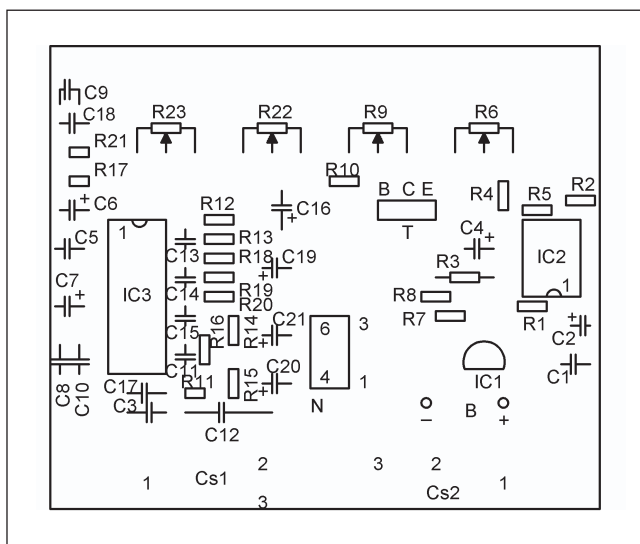 C9
C18
R23
R22
R9
R6
R21
R17
R10
B C E
R4
R5
R2
C6
R12
C16
T
C5
1
R13
C4
IC2
C13
R18
C19
R3
C7
IC3
C14
R19
R8
1
R20
R7
R1
C15
R16
R14
C21
6
3
C2
C11
C8
C10
C17
R11
R15
C20
4
1
IC1
C1
C3
N
B
C12
– +
Cs1
2
3
2
1
Cs2
1
3